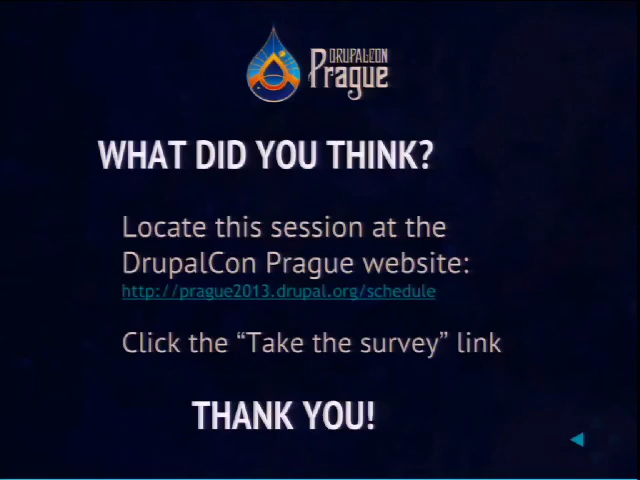 DRUPALCON
Prague
WHAT DID YOU THINK?
Locate this session at the
DrupalCon Prague website:
http://prague2013.drupal.org/schedule
Click the “Take the survey” link
THANK YOU!